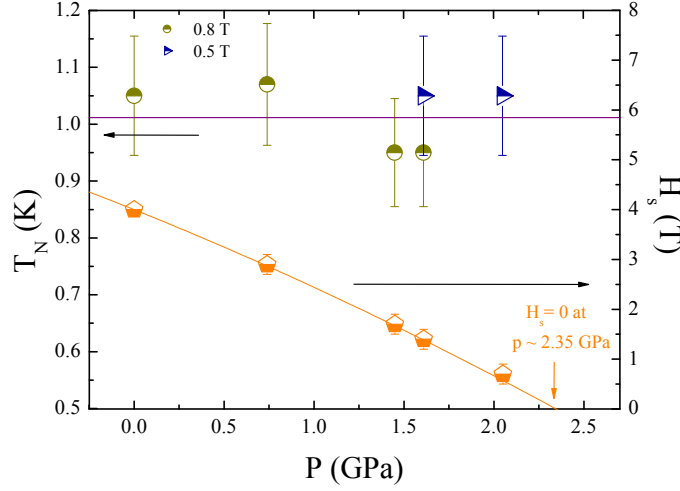 0.8 T
0.5 T
1.2
1.1
1.0
0.9
0.8
0.7
0.6
0.5
T_N (K)
8
7
6
5
4
3
2
1
0
H_s (T)
H_s = 0 at
p ~ 2.35 GPa
0.0 0.5 1.0 1.5 2.0 2.5
P (GPa)